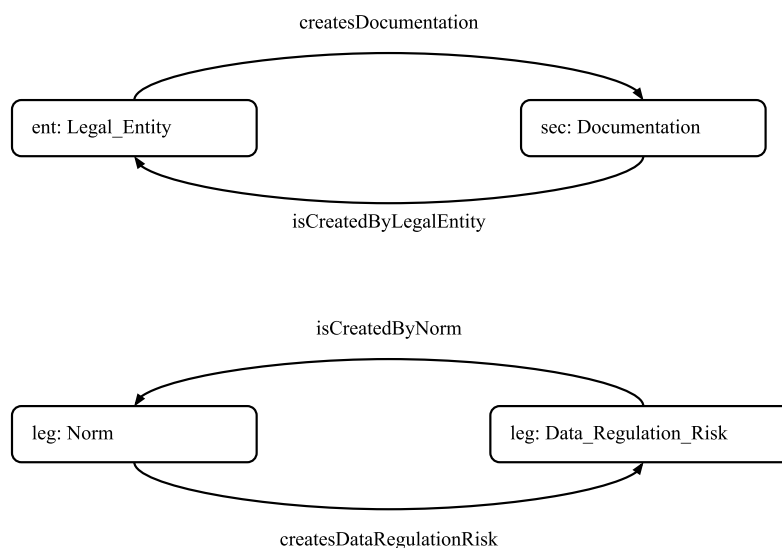 createsDocumentation
ent: Legal_Entity
sec: Documentation
isCreatedByLegalEntity
isCreatedByNorm
leg: Norm
leg: Data_Regulation_Risk
createsDataRegulationRisk